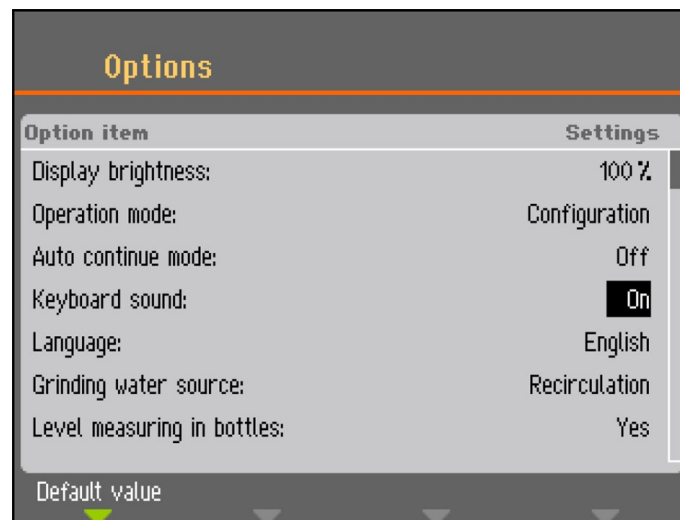 Options
Option item Settings
Display brightness: 100 %
Operation mode: Configuration
Auto continue mode: Off
Keyboard sound: On
Language: English
Grinding water source: Recirculation
Level measuring in bottles: Yes
Default value